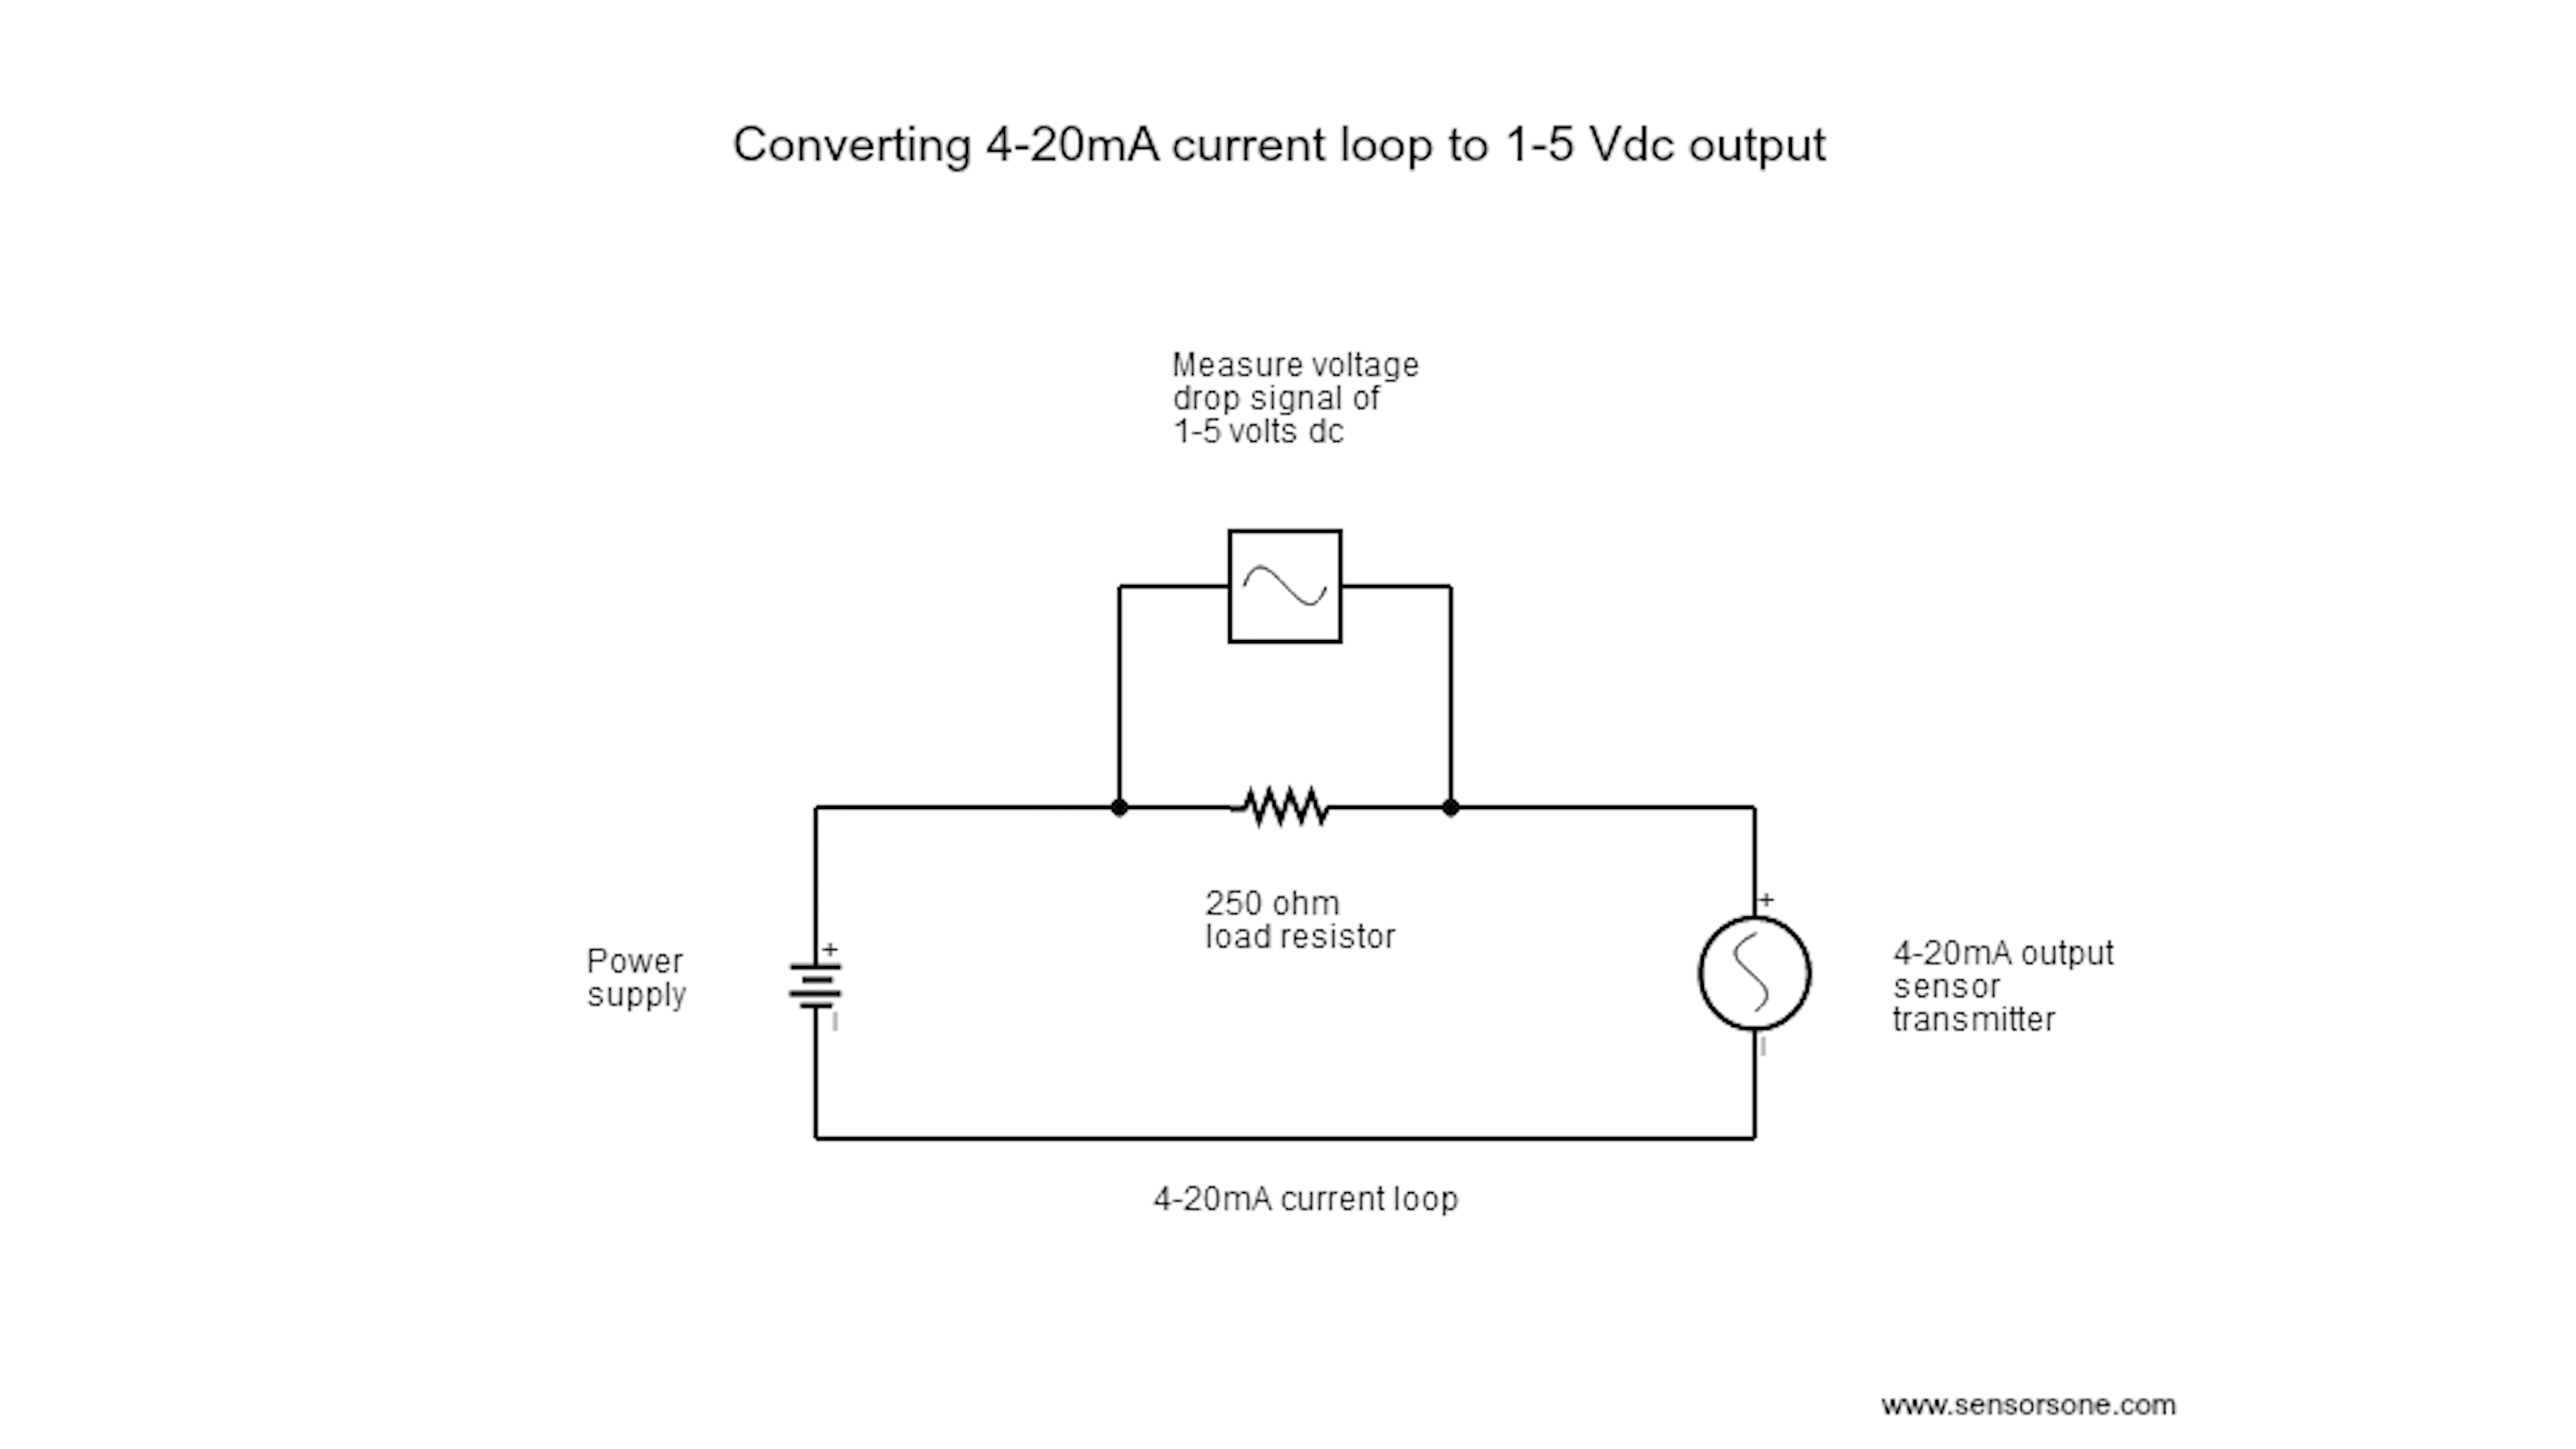 Converting 4-20mA current loop to 1-5 Vdc output
Measure voltage
drop signal of
1-5 volts dc
250 ohm
load resistor
+
+
Power
supply
4-20mA output
sensor
transmitter
4-20mA current loop
www.sensorsone.com